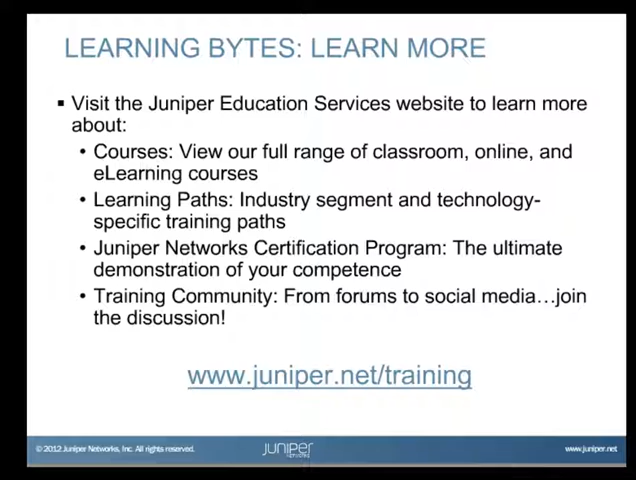 LEARNING BYTES: LEARN MORE
▪ Visit the Juniper Education Services website to learn more
about:
• Courses: View our full range of classroom, online, and
eLearning courses
• Learning Paths: Industry segment and technology-
specific training paths
• Juniper Networks Certification Program: The ultimate
demonstration of your competence
• Training Community: From forums to social media…join
the discussion!
www.juniper.net/training
© 2012 Juniper Networks, Inc. All rights reserved.
JUNIPEr
NETWORKS
www.juniper.net